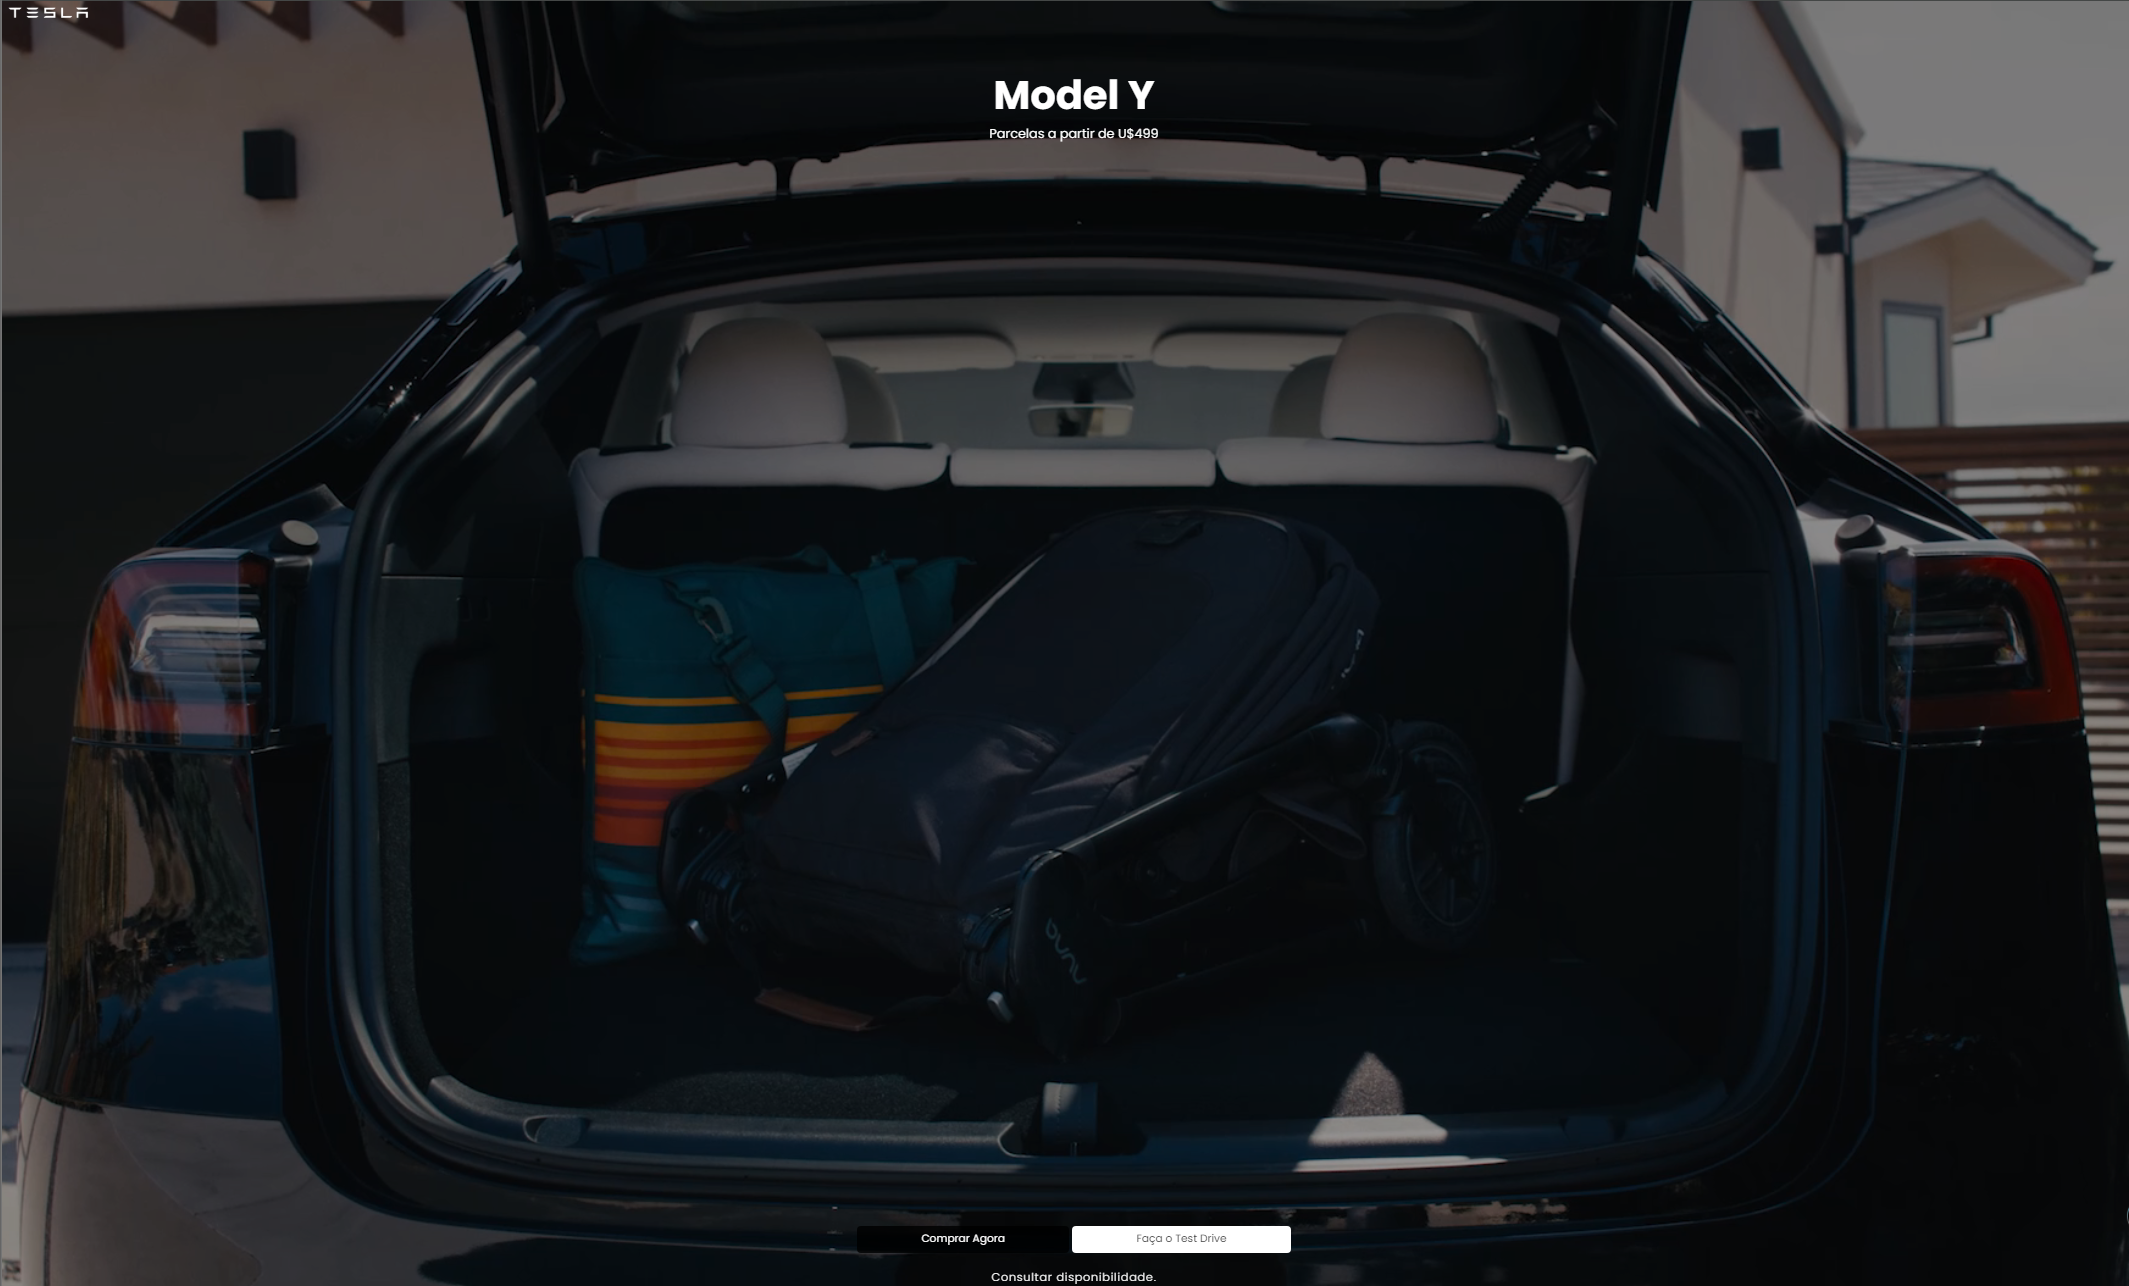 TESLA
Model Y
Parcelas a partir de U$499
nuna
Comprar Agora
Faça o Test Drive
Consultar disponibilidade.